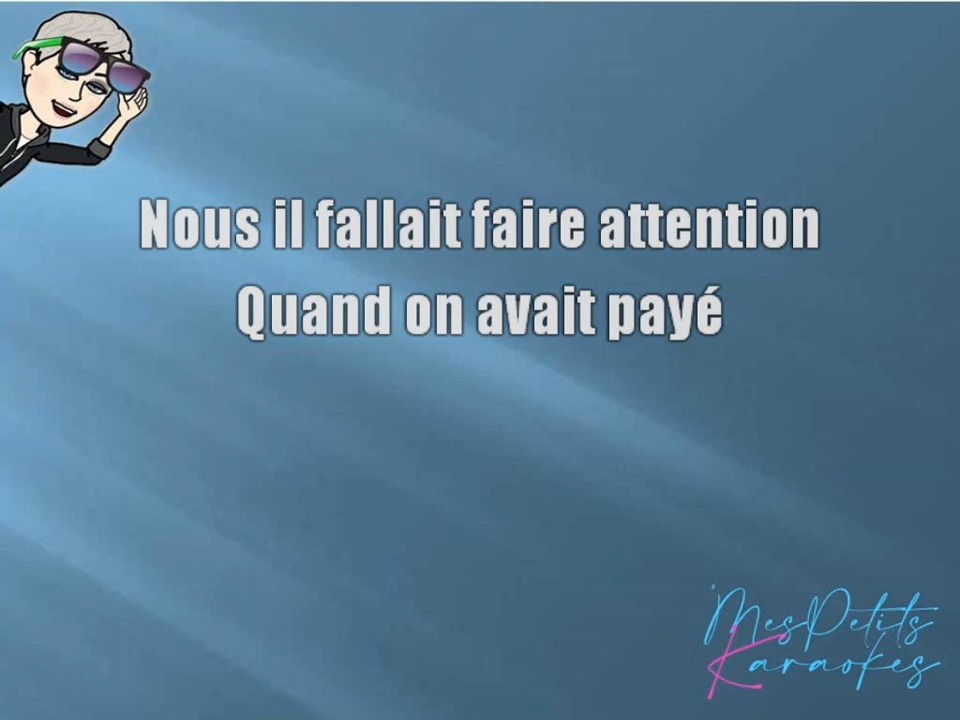 Nous il fallait faire attention
Quand on avait payé
MesPetits
Karaokes